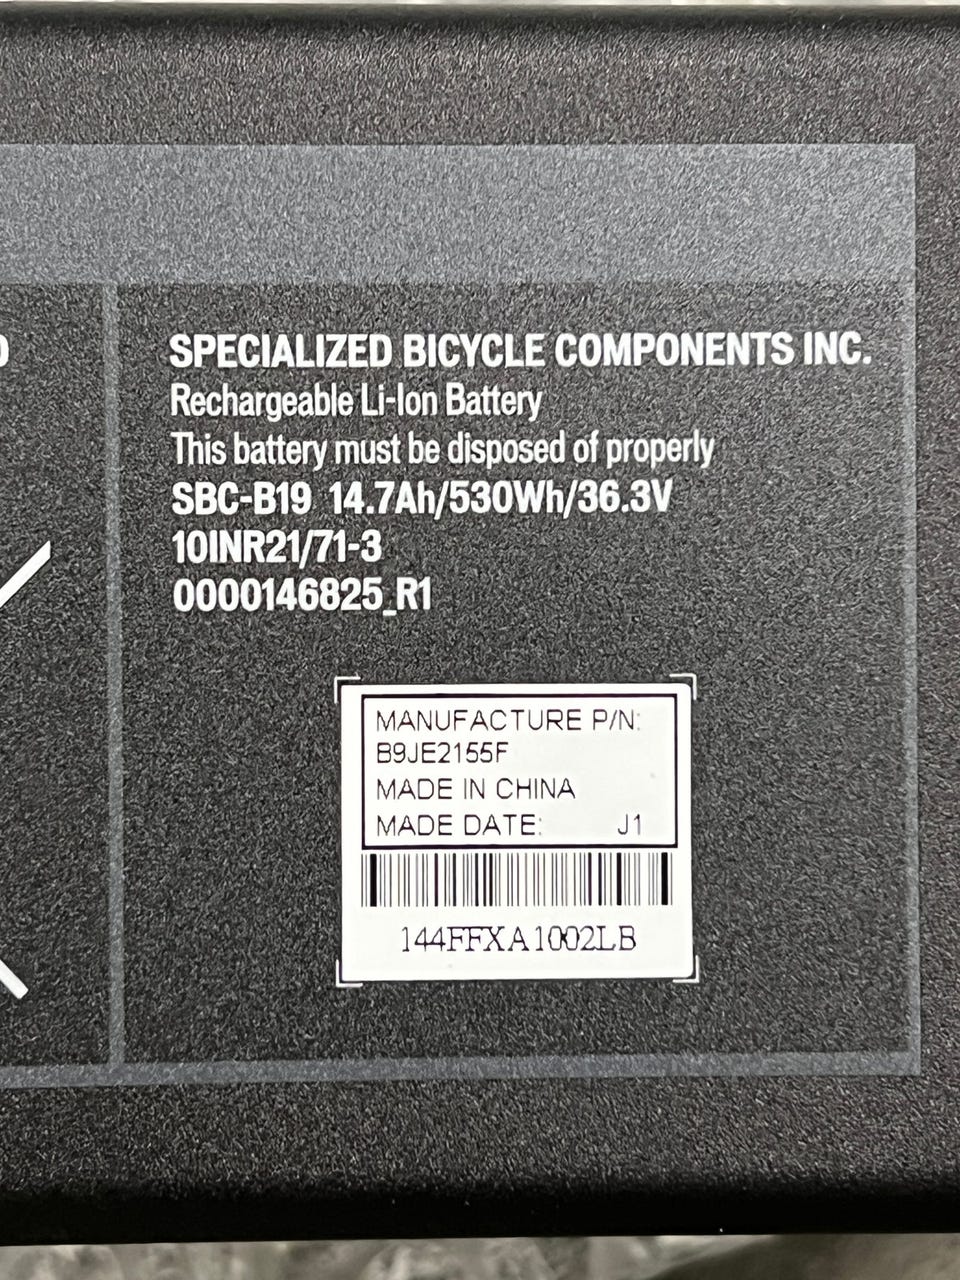 SPECIALIZED BICYCLE COMPONENTS INC.
Rechargeable Li-Ion Battery
This battery must be disposed of properly
SBC-B19 14.7Ah/530Wh/36.3V
10INR21/71-3
0000146825_R1
MANUFACTURE P/N:
B9JE2155F
MADE IN CHINA
MADE DATE: J1
144FFXA1002LB